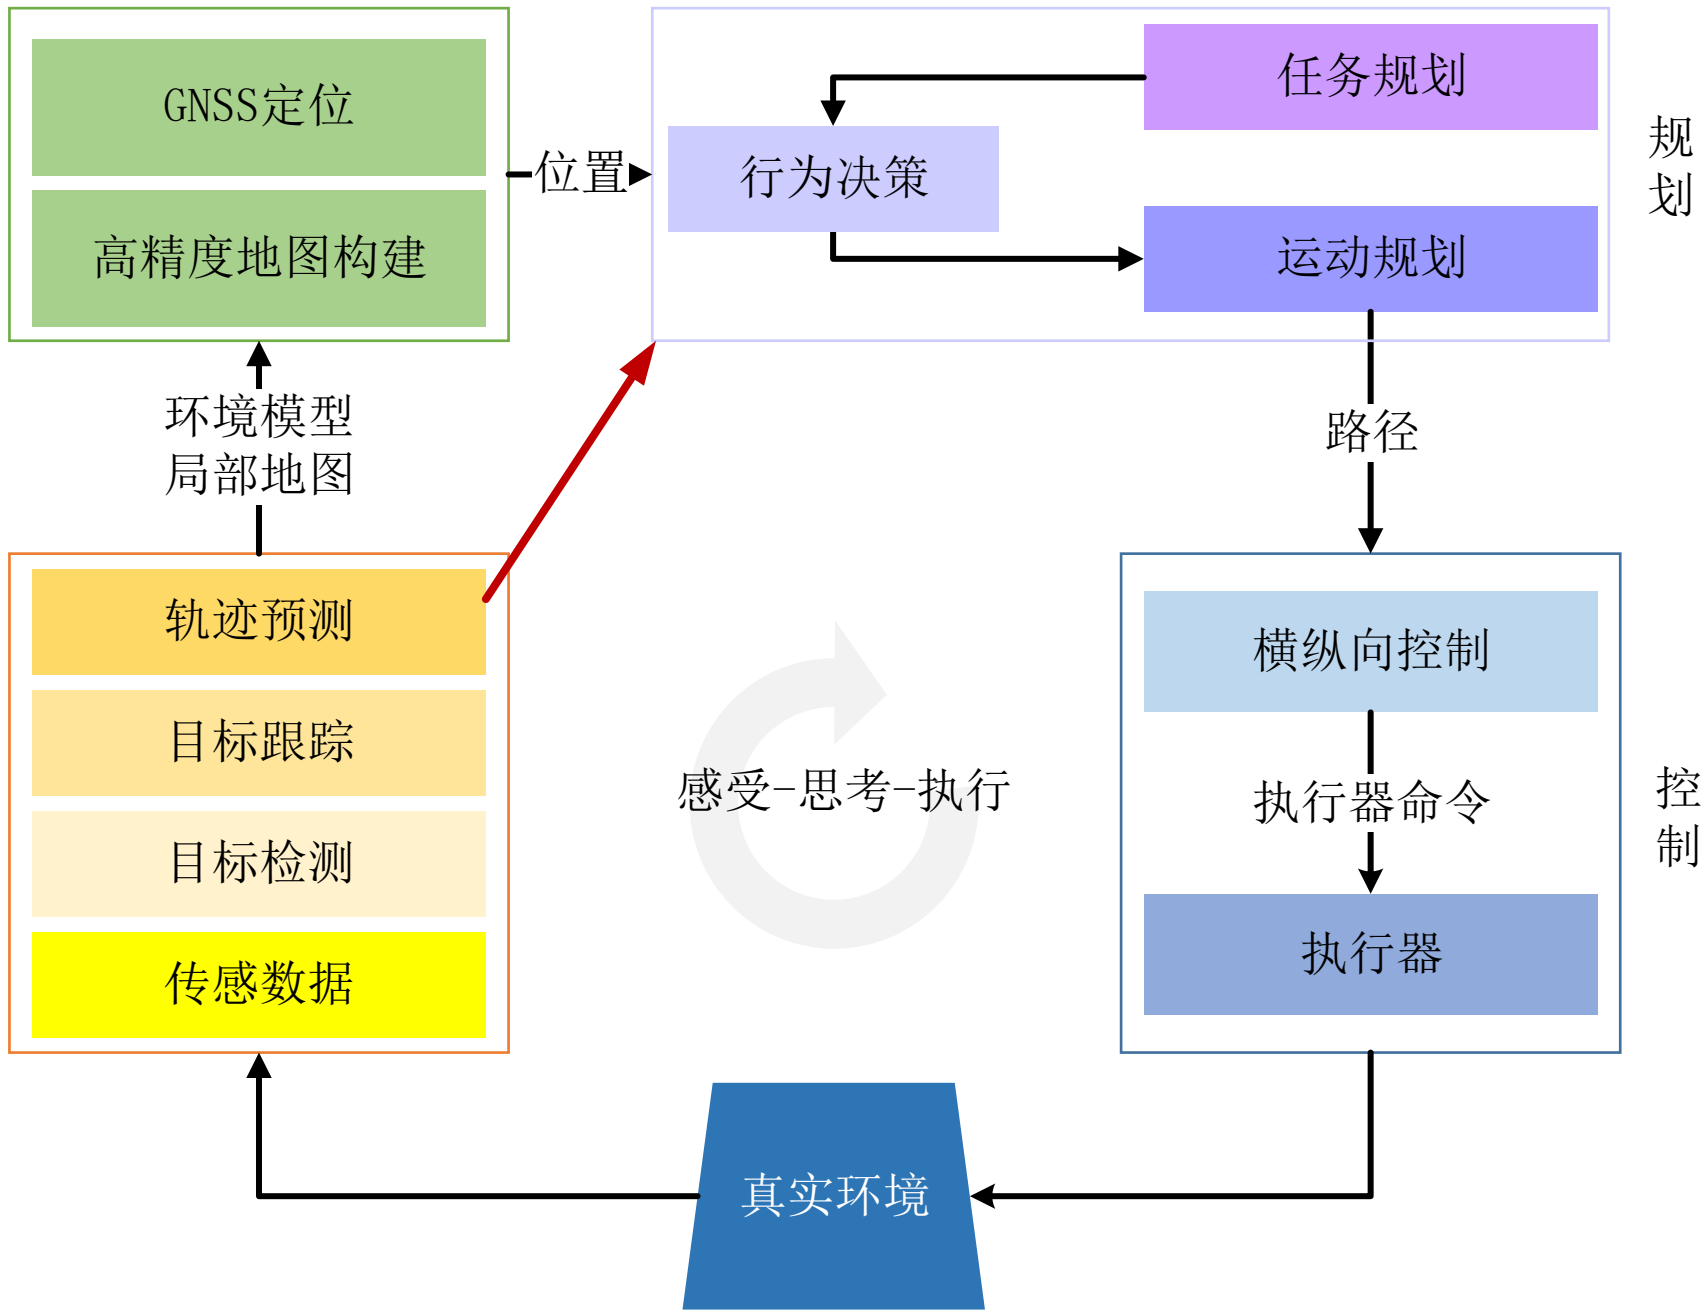 GNSS定位
高精度地图构建
位置
任务规划
行为决策
运动规划
规
划
环境模型
局部地图
路径
轨迹预测
目标跟踪
目标检测
传感数据
感受-思考-执行
横纵向控制
执行器命令
执行器
控
制
真实环境